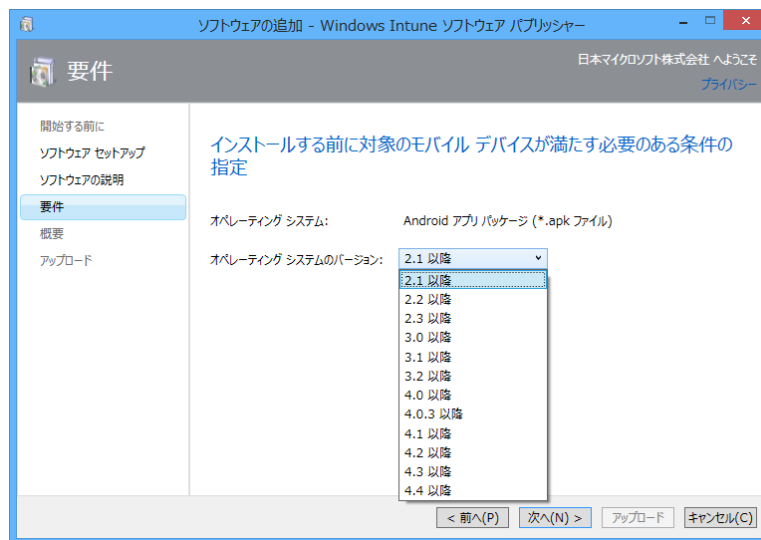 ソフトウェアの追加 - Windows Intune ソフトウェア パブリッシャー
要件
日本マイクロソフト株式会社 へようこそ
プライバシー
開始する前に
ソフトウェア セットアップ
ソフトウェアの説明
要件
概要
アップロード
インストールする前に対象のモバイル デバイスが満たす必要のある条件の
指定
オペレーティング システム: Android アプリ パッケージ (*.apk ファイル)
オペレーティング システムのバージョン: 2.1 以降
2.1 以降
2.2 以降
2.3 以降
3.0 以降
3.1 以降
3.2 以降
4.0 以降
4.0.3 以降
4.1 以降
4.2 以降
4.3 以降
4.4 以降
< 前へ(P) 次へ(N) > アップロード キャンセル(C)